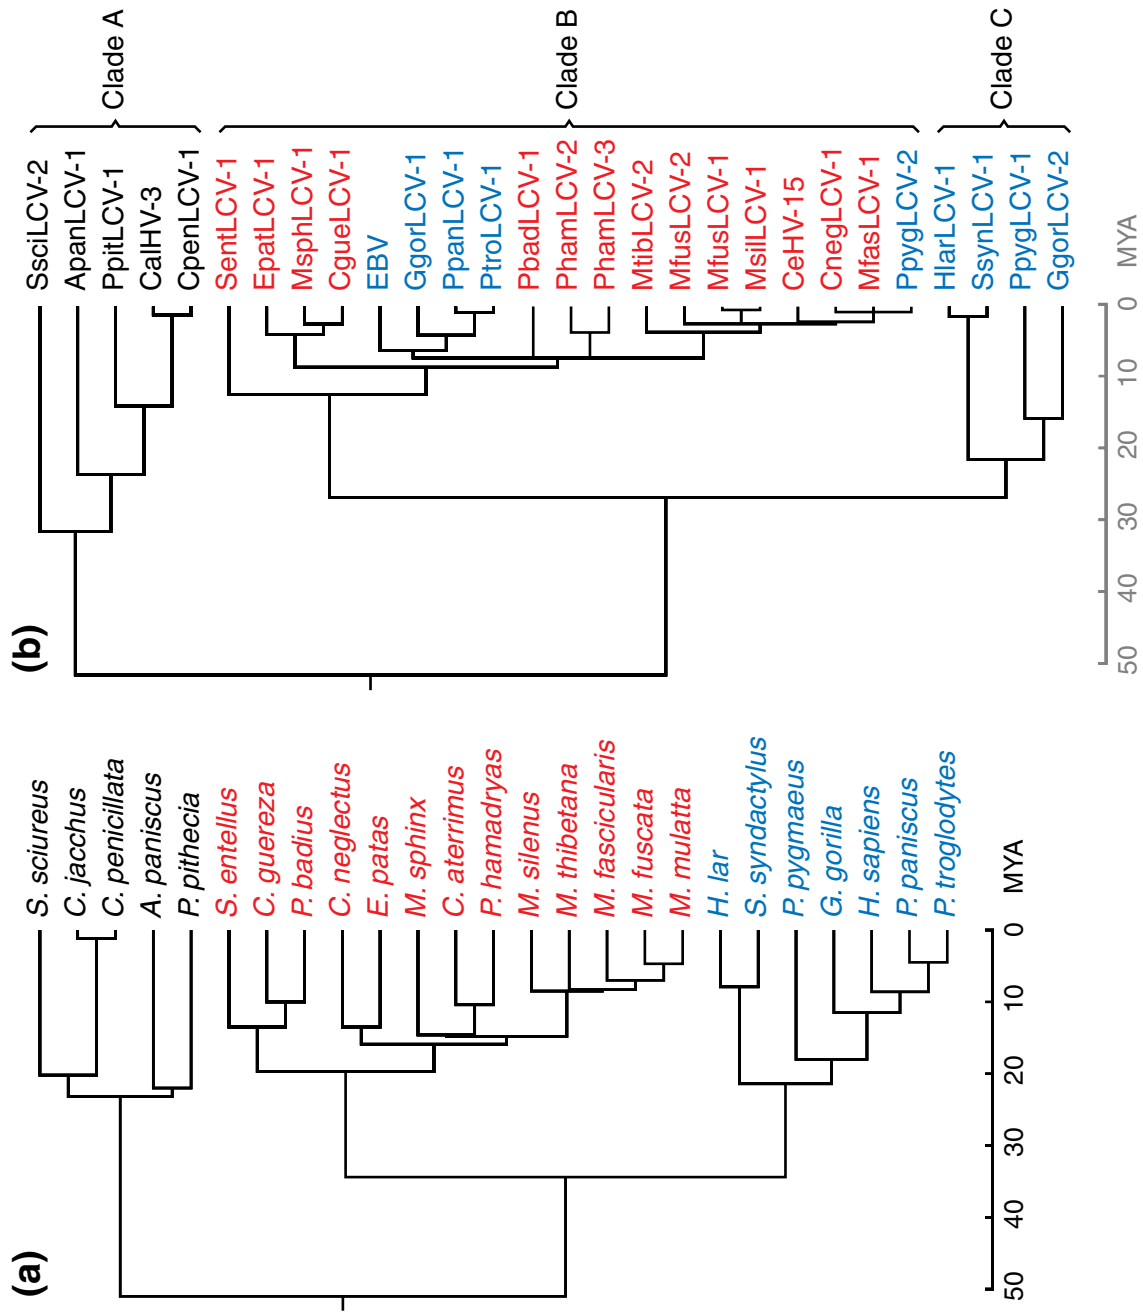 (a)
S. sciureus
C. jacchus
C. penicillata
A. paniscus
P. pithecia
S. entellus
C. guereza
P. badius
C. neglectus
E. patas
M. sphinx
C. aterrimus
P. hamadryas
M. silenus
M. thibetana
M. fascicularis
M. fuscata
M. mulatta
H. lar
S. syndactylus
P. pygmaeus
G. gorilla
H. sapiens
P. paniscus
P. troglodytes
50 40 30 20 10 0 MYA
(b)
SsciLCV-2
ApanLCV-1
PpitLCV-1
CalHV-3
CpenLCV-1
Clade A
SentLCV-1
EpatLCV-1
MsphLCV-1
CgueLCV-1
EBV
GgorLCV-1
PpanLCV-1
PtroLCV-1
PbadLCV-1
PhamLCV-2
PhamLCV-3
MtibLCV-2
MfusLCV-2
MfusLCV-1
MsilLCV-1
CeHV-15
CnegLCV-1
MfasLCV-1
PpygLCV-2
Clade B
HlarLCV-1
SsynLCV-1
PpygLCV-1
GgorLCV-2
Clade C
50 40 30 20 10 0 MYA